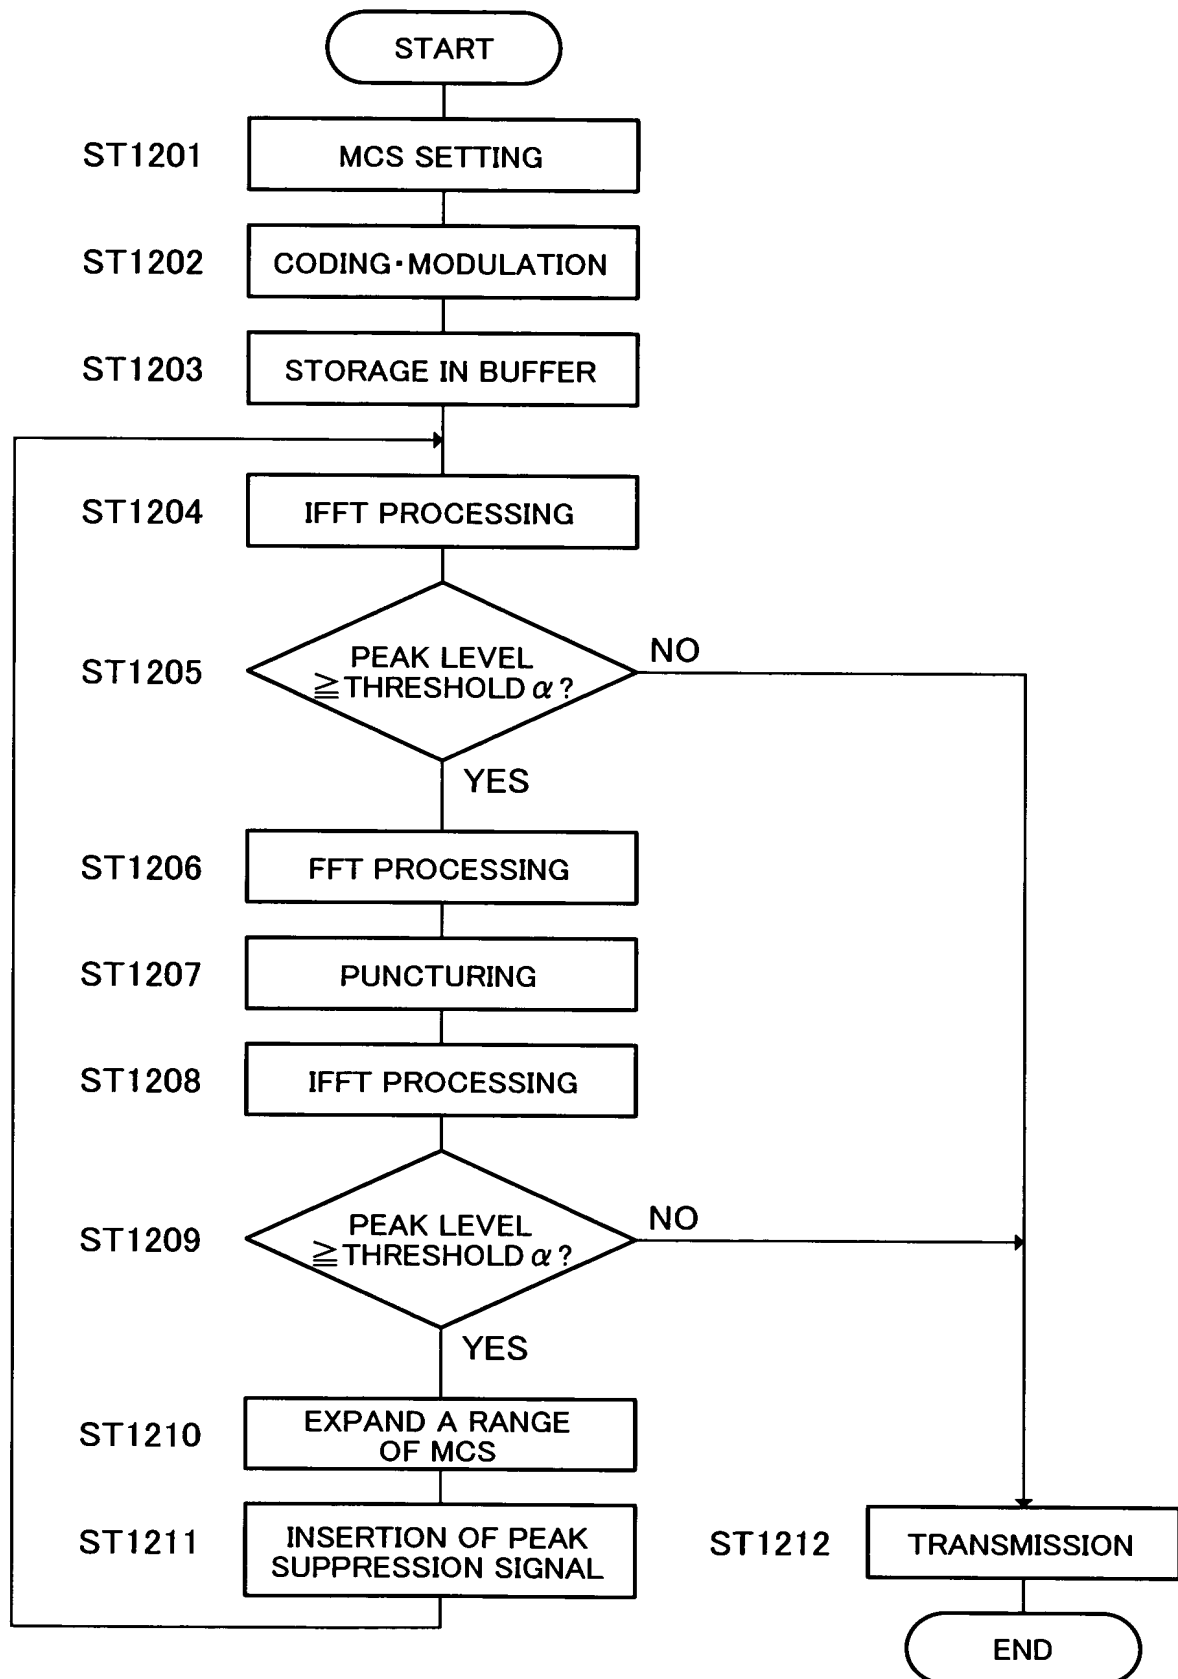 START
ST1201
MCS SETTING
ST1202
CODING・MODULATION
ST1203
STORAGE IN BUFFER
ST1204
IFFT PROCESSING
ST1205
PEAK LEVEL
≧THRESHOLD α?
NO
YES
ST1206
FFT PROCESSING
ST1207
PUNCTURING
ST1208
IFFT PROCESSING
ST1209
PEAK LEVEL
≧THRESHOLD α?
NO
YES
ST1210
EXPAND A RANGE
OF MCS
ST1211
INSERTION OF PEAK
SUPPRESSION SIGNAL
ST1212
TRANSMISSION
END